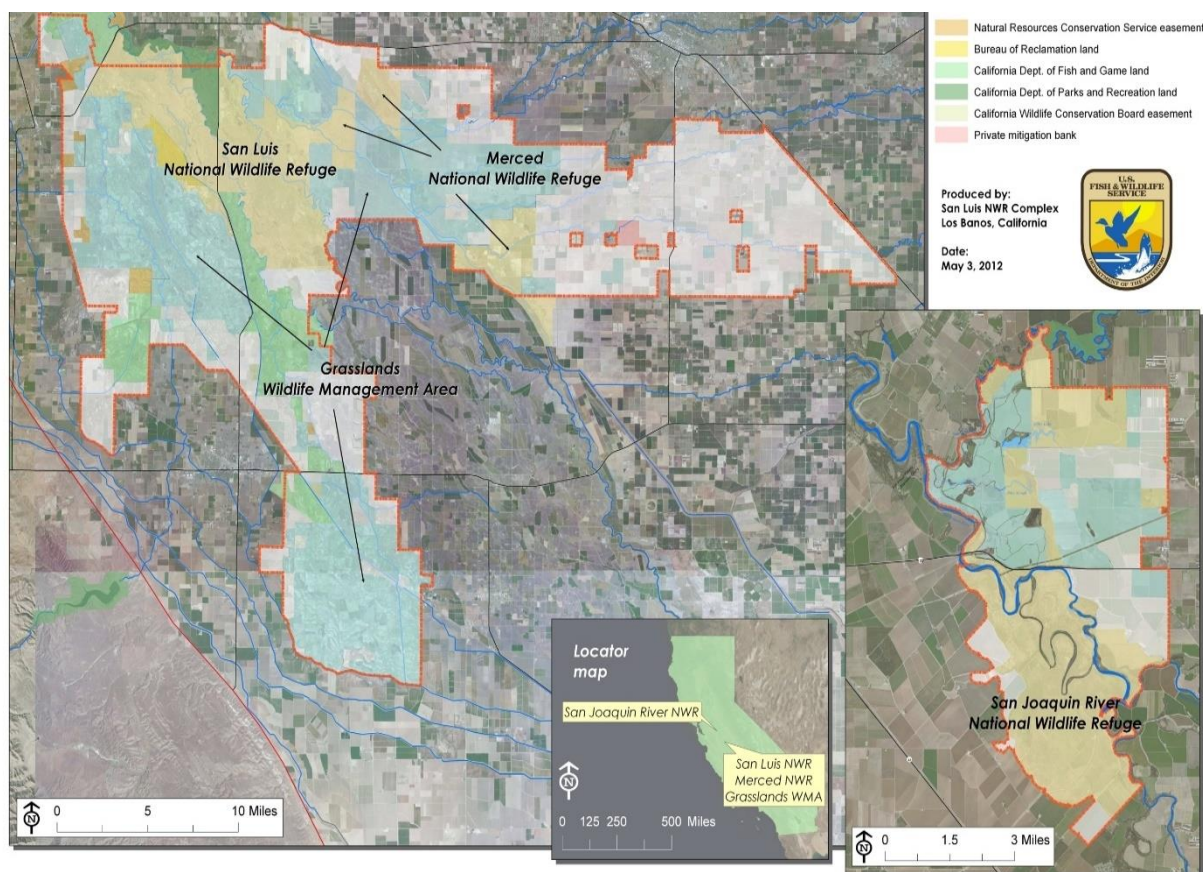 Natural Resources Conservation Service easement
Bureau of Reclamation land
California Dept. of Fish and Game land
California Dept. of Parks and Recreation land
California Wildlife Conservation Board easement
Private mitigation bank
Produced by:
San Luis NWR Complex
Los Banos, California
Date:
May 3, 2012
U.S.
FISH & WILDLIFE
SERVICE
DEPARTMENT OF THE INTERIOR
San Luis
National Wildlife Refuge
Merced
National Wildlife Refuge
Grasslands
Wildlife Management Area
San Joaquin River
National Wildlife Refuge
Locator
map
San Joaquin River NWR
San Luis NWR
Merced NWR
Grasslands WMA
N
0 125 250 500 Miles
N
0 5 10 Miles
N
0 1.5 3 Miles